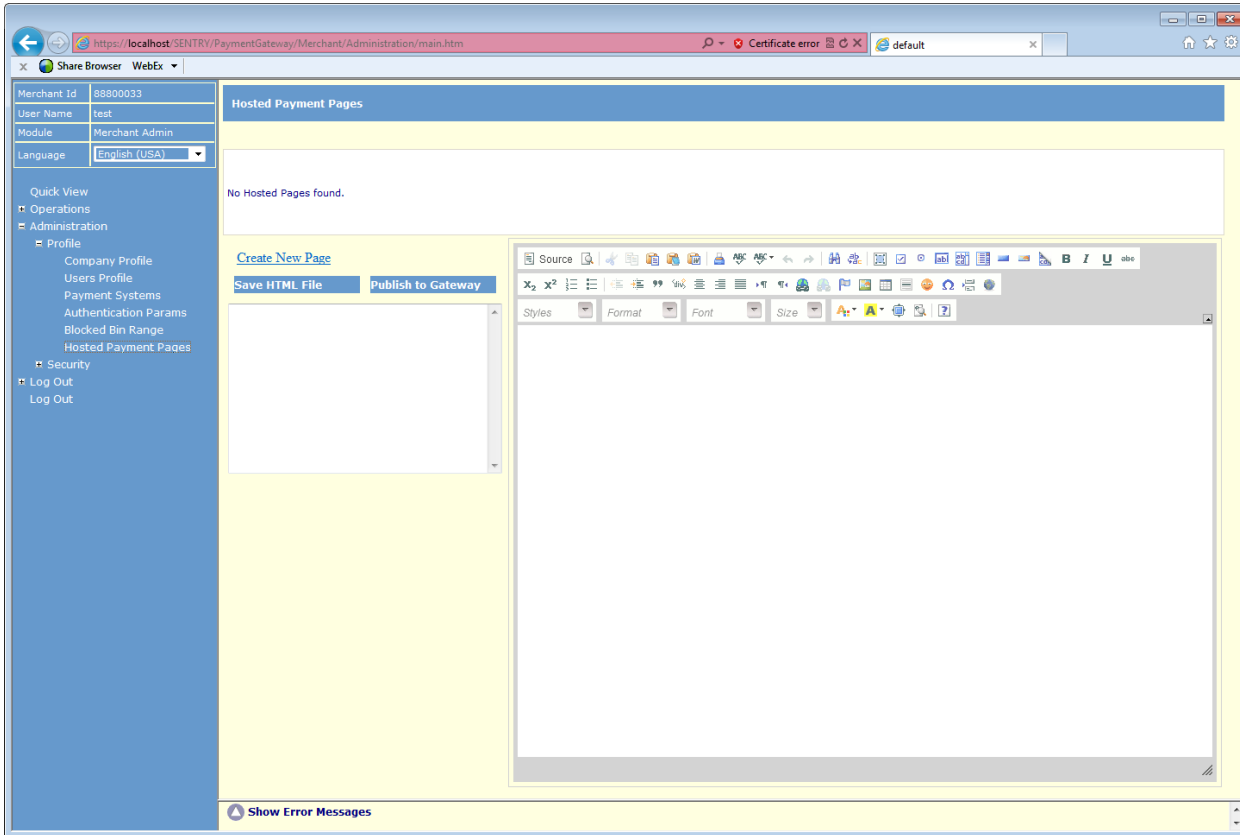 https://localhost/SENTRY/PaymentGateway/Merchant/Administration/main.htm
Certificate error
default
x Share Browser WebEx
Merchant Id 88800033
User Name test
Module Merchant Admin
Language English (USA)
Quick View
Operations
Administration
Profile
Company Profile
Users Profile
Payment Systems
Authentication Params
Blocked Bin Range
Hosted Payment Pages
Security
Log Out
Log Out
Hosted Payment Pages
No Hosted Pages found.
Create New Page
Save HTML File Publish to Gateway
Source B I U abc
X₂ X²
Styles Format Font Size A A ?
Show Error Messages